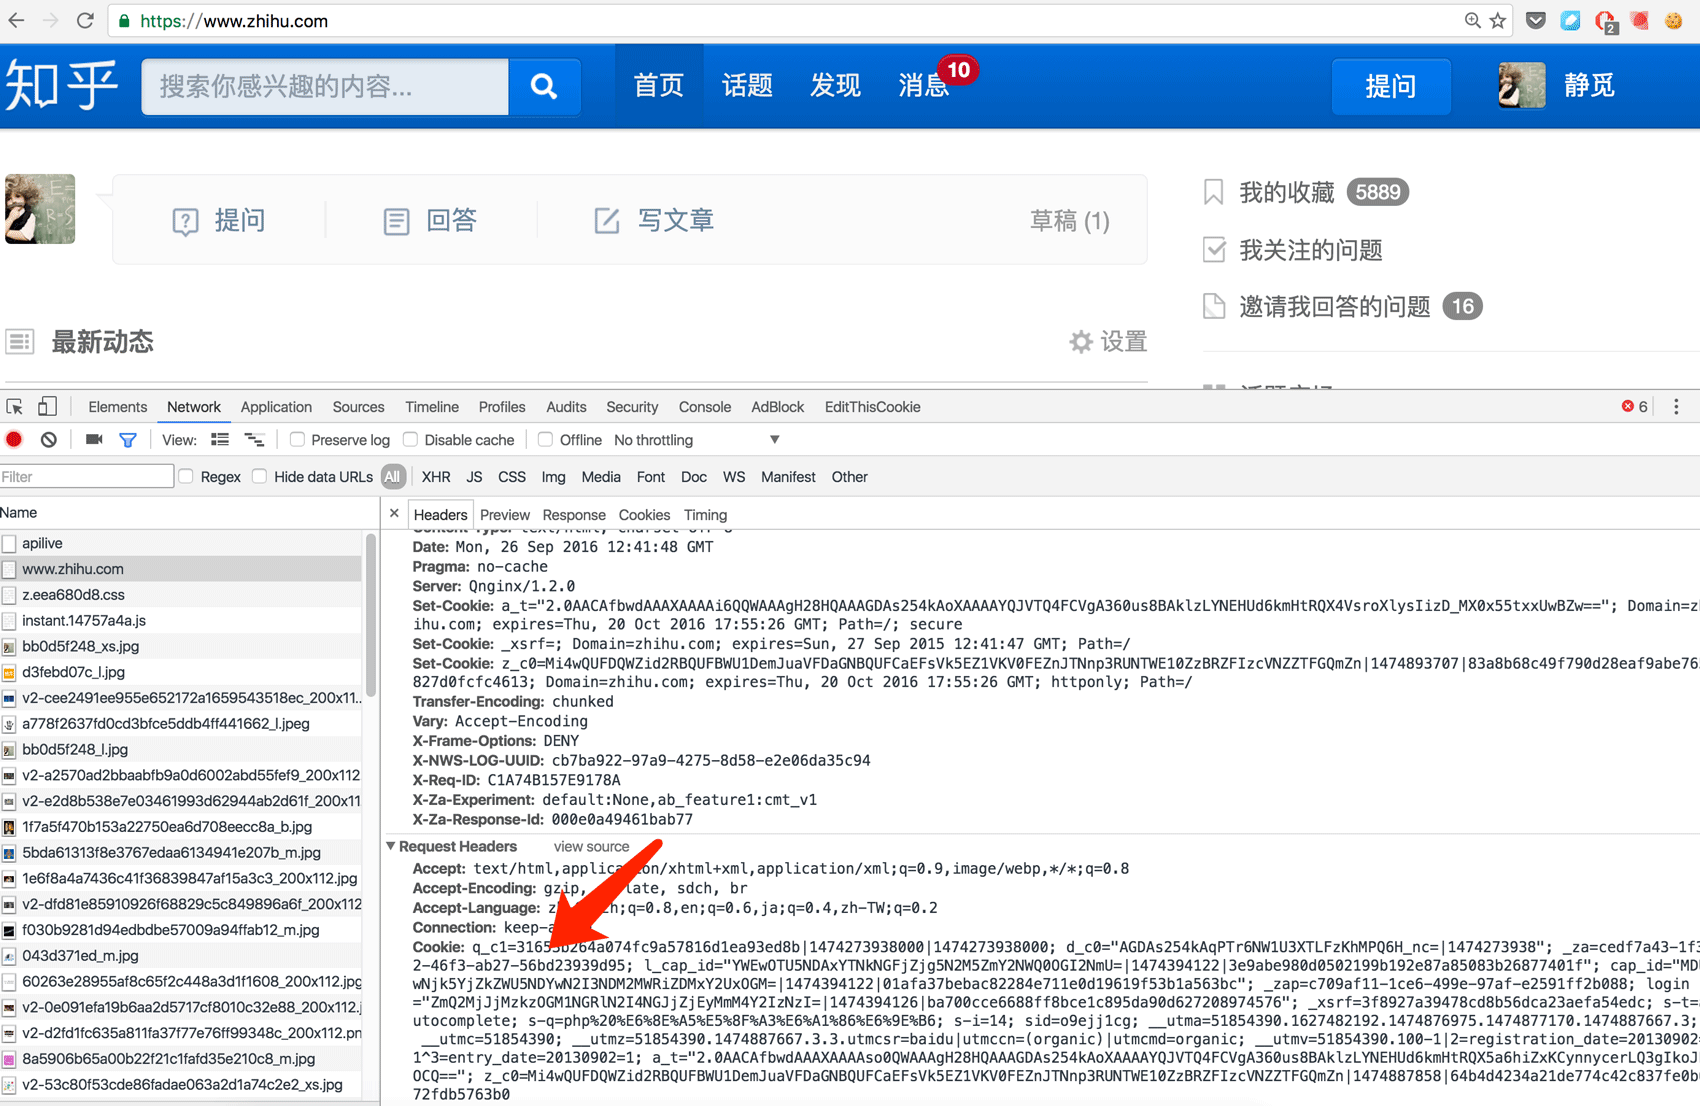 https://www.zhihu.com
2
知乎
搜索你感兴趣的内容...
首页
话题
发现
消息
10
提问
静觅
提问
回答
写文章
草稿 (1)
我的收藏 5889
我关注的问题
邀请我回答的问题 16
最新动态
设置
Elements Network Application Sources Timeline Profiles Audits Security Console AdBlock EditThisCookie 6
View: Preserve log Disable cache Offline No throttling
Filter Regex Hide data URLs All XHR JS CSS Img Media Font Doc WS Manifest Other
Name
apilive
www.zhihu.com
z.eea680d8.css
instant.14757a4a.js
bb0d5f248_xs.jpg
d3febd07c_l.jpg
v2-cee2491ee955e652172a1659543518ec_200x11...
a778f2637fd0cd3bfce5ddb4ff441662_l.jpeg
bb0d5f248_l.jpg
v2-a2570ad2bbaabfb9a0d6002abd55fef9_200x112
v2-e2d8b538e7e03461993d62944ab2d61f_200x11
1f7a5f470b153a22750ea6d708eecc8a_b.jpg
5bda61313f8e3767edaa6134941e207b_m.jpg
1e6f8a4a7436c41f36839847af15a3c3_200x112.jpg
v2-dfd81e85910926f68829c5c849896a6f_200x112
f030b9281d94edbdbe57009a94ffab12_m.jpg
043d371ed_m.jpg
60263e28955af8c65f2c448a3d1f1608_200x112.jpg
v2-0e091efa19b6aa2d5717cf8010c32e88_200x112.j
v2-d2fd1fc635a811fa37f77e76ff99348c_200x112.pn
8a5906b65a00b22f21c1fafd35e210c8_m.jpg
v2-53c80f53cde86fadae063a2d1a74c2e2_xs.jpg
Headers Preview Response Cookies Timing
Date: Mon, 26 Sep 2016 12:41:48 GMT
Pragma: no-cache
Server: Qnginx/1.2.0
Set-Cookie: a_t="2.0AACAfbwdAAAXAAAAi6QQWAAAgH28HQAAAGDAs254kAoXAAAAYQJVTQ4FCVgA360us8BAklzLYNEHUd6kmHtRQX4VsroXlysIizD_MX0x55txxUwBZw=="; Domain=zh
ihu.com; expires=Thu, 20 Oct 2016 17:55:26 GMT; Path=/; secure
Set-Cookie: _xsrf=; Domain=zhihu.com; expires=Sun, 27 Sep 2015 12:41:47 GMT; Path=/
Set-Cookie: z_c0=Mi4wQUFDQWZid2RBQUFBWU1DemJuaVFDaGNBQUFCaEFsVk5EZ1VKV0FEZnJTNnp3RUNTWE10ZzBRZFIzcVNZZTFGQmZn|1474893707|83a8b68c49f790d28eaf9abe76
827d0fcfc4613; Domain=zhihu.com; expires=Thu, 20 Oct 2016 17:55:26 GMT; httponly; Path=/
Transfer-Encoding: chunked
Vary: Accept-Encoding
X-Frame-Options: DENY
X-NWS-LOG-UUID: cb7ba922-97a9-4275-8d58-e2e06da35c94
X-Req-ID: C1A74B157E9178A
X-Za-Experiment: default:None,ab_feature1:cmt_v1
X-Za-Response-Id: 000e0a49461bab77
Request Headers view source
Accept: text/html,application/xhtml+xml,application/xml;q=0.9,image/webp,*/*;q=0.8
Accept-Encoding: gzip, sdch, br
Accept-Language: zh;q=0.8,en;q=0.6,ja;q=0.4,zh-TW;q=0.2
Connection: keep-a
Cookie: q_c1=31653b264a074fc9a57816d1ea93ed8b|1474273938000|1474273938000; d_c0="AGDAs254kAqPTr6NW1U3XTLFzKhMPQ6H_nc=|1474273938"; _za=cedf7a43-1f3
2-46f3-ab27-56bd23939d95; l_cap_id="YWEwOTU5NDAxYTNkNGFjZjg5N2M5ZmY2NWQ0OGI2NmU=|1474394122|3e9abe980d0502199b192e87a85083b26877401f"; cap_id="MDU
wNjk5YjZkZWU5NDYwN2I3NDM2MWRiZDMxY2UxOGM=|1474394122|01afa37bebac82284e711e0d19619f53b1a563bc"; _zap=c709af11-1ce6-499e-97af-e2591ff2b088; login
="ZmQ2MjJjMzkzOGM1NGRlN2I4NGJjZjEyMmM4Y2IzNzI=|1474394126|ba700cce6688ff8bce1c895da90d627208974576"; _xsrf=3f8927a39478cd8b56dca23aefa54edc; s-t=a
utocomplete; s-q=php%20%E6%8E%A5%E5%8F%A3%E6%A1%86%E6%9E%B6; s-i=14; sid=o9ejj1cg; __utma=51854390.1627482192.1474876975.1474877170.1474887667.3;
__utmc=51854390; __utmz=51854390.1474887667.3.3.utmcsr=baidu|utmccn=(organic)|utmcmd=organic; __utmv=51854390.100-1|2=registration_date=20130902=
1^3=entry_date=20130902=1; a_t="2.0AACAfbwdAAAXAAAAso0QWAAAgH28HQAAAGDAs254kAoXAAAAYQJVTQ4FCVgA360us8BAklzLYNEHUd6kmHtRQX5a6hiZxKCynnycerLQ3gIkoJ
OCQ=="; z_c0=Mi4wQUFDQWZid2RBQUFBWU1DemJuaVFDaGNBQUFCaEFsVk5EZ1VKV0FEZnJTNnp3RUNTWE10ZzBRZFIzcVNZZTFGQmZn|1474887858|64b4d4234a21de774c42c837fe0b
72fdb5763b0